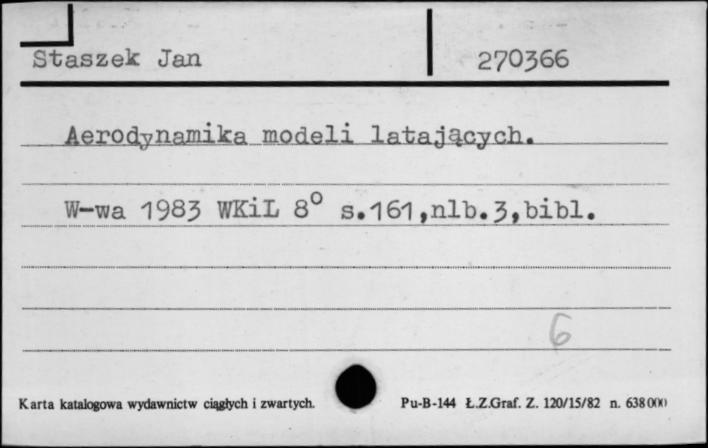 Staszek Jan 270366
Aerodynamika modeli latających.
W-wa 1983 WKiL 8° s.161,nlb.3,bibl.
6
Karta katalogowa wydawnictw ciągłych i zwartych. Pu-B-144 Ł.Z.Graf. Z. 120/15/82 n. 638000